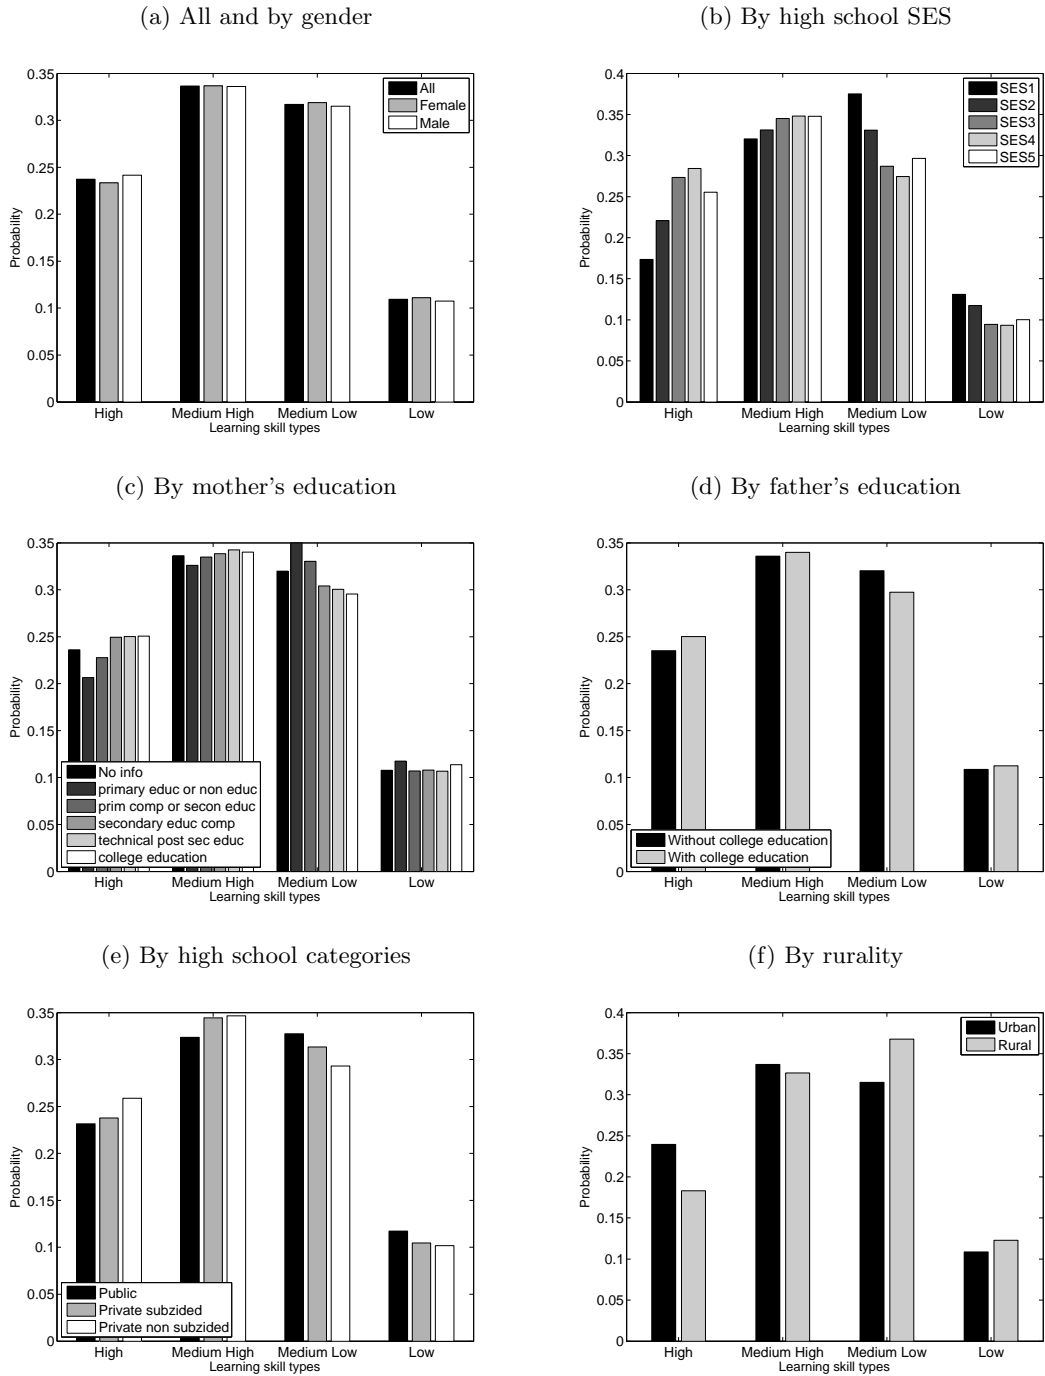 (a) All and by gender
0.35
0.3
0.25
0.2
0.15
0.1
0.05
0
Probability
All
Female
Male
High Medium High Medium Low Low
Learning skill types
(b) By high school SES
0.4
0.35
0.3
0.25
0.2
0.15
0.1
0.05
0
Probability
SES1
SES2
SES3
SES4
SES5
High Medium High Medium Low Low
Learning skill types
(c) By mother's education
0.35
0.3
0.25
0.2
0.15
0.1
0.05
0
Probability
No info
primary educ or non educ
prim comp or secon educ
secondary educ comp
technical post sec educ
college education
High Medium High Medium Low Low
Learning skill types
(d) By father's education
0.35
0.3
0.25
0.2
0.15
0.1
0.05
0
Probability
Without college education
With college education
High Medium High Medium Low Low
Learning skill types
(e) By high school categories
0.35
0.3
0.25
0.2
0.15
0.1
0.05
0
Probability
Public
Private subzided
Private non subzided
High Medium High Medium Low Low
Learning skill types
(f) By rurality
0.4
0.35
0.3
0.25
0.2
0.15
0.1
0.05
0
Probability
Urban
Rural
High Medium High Medium Low Low
Learning skill types